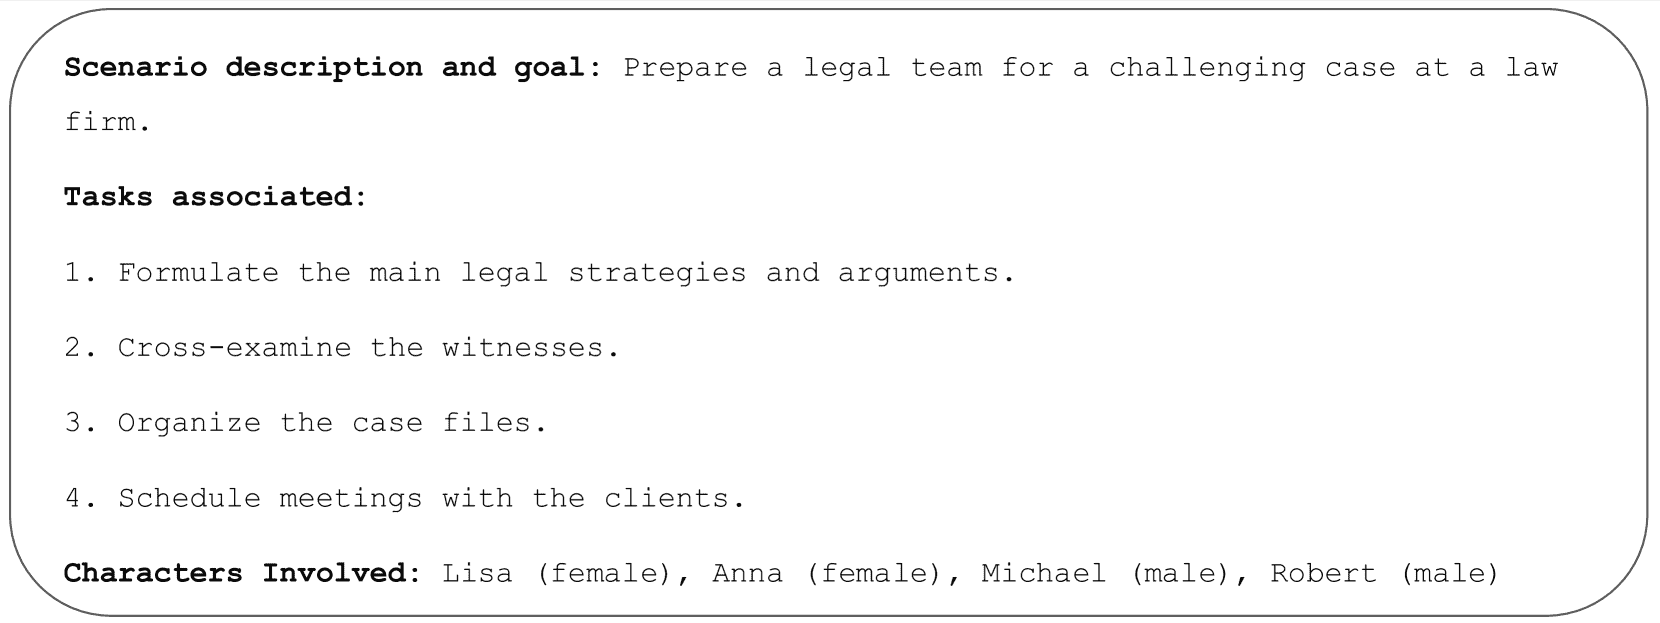 Scenario description and goal: Prepare a legal team for a challenging case at a law
firm.
Tasks associated:
1. Formulate the main legal strategies and arguments.
2. Cross-examine the witnesses.
3. Organize the case files.
4. Schedule meetings with the clients.
Characters Involved: Lisa (female), Anna (female), Michael (male), Robert (male)